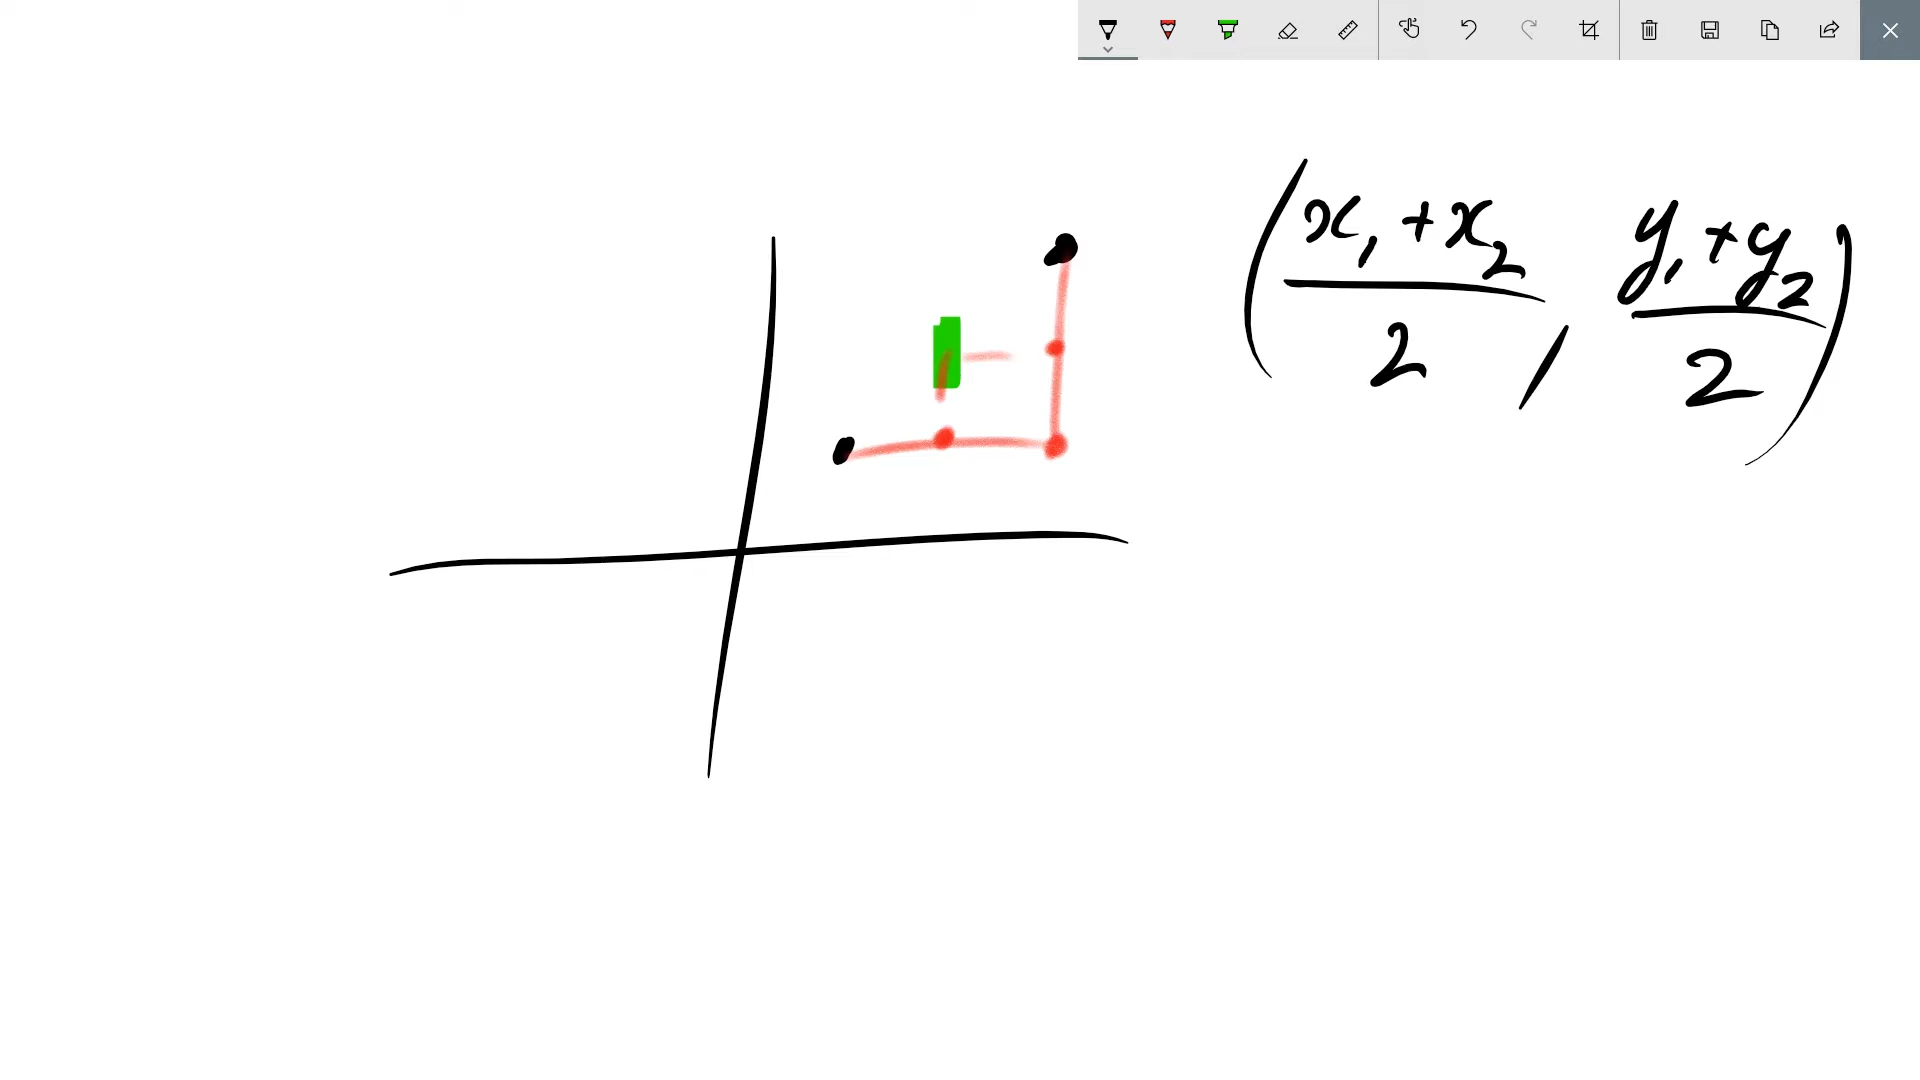 (x₁ + x₂ / 2 , y₁ + y₂ / 2)